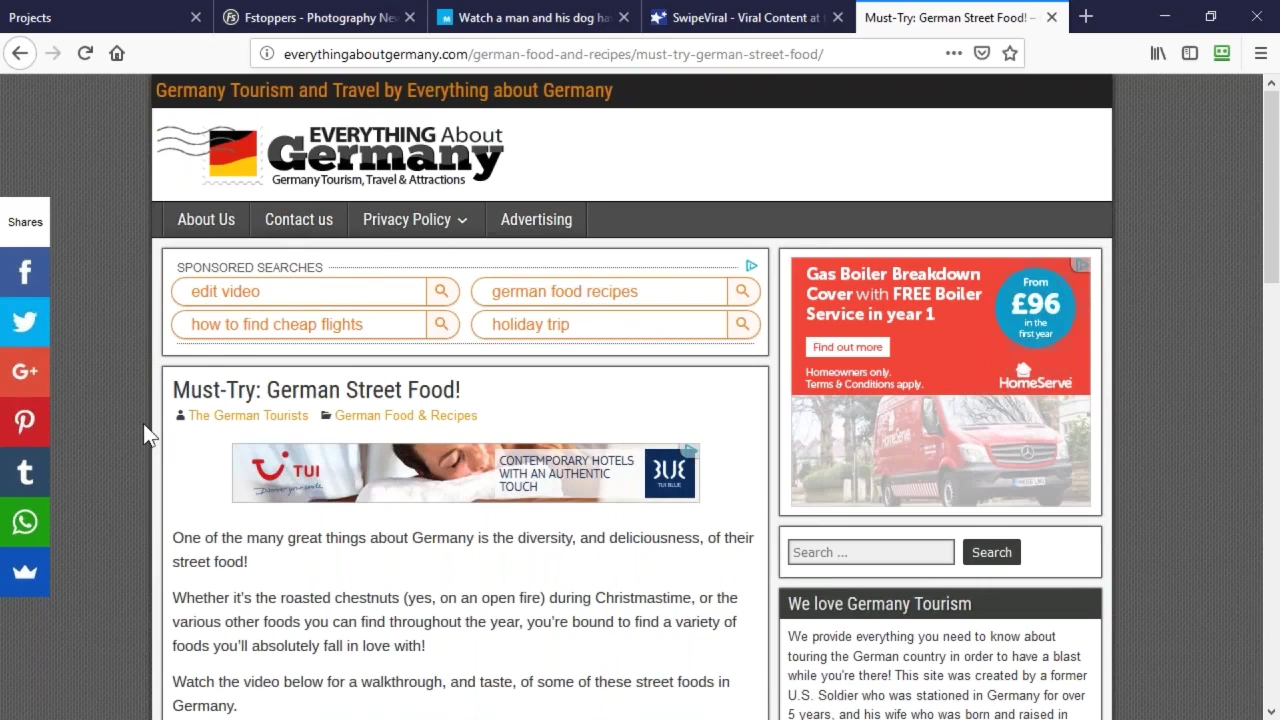 Projects
Fstoppers - Photography Ne
Watch a man and his dog ha
SwipeViral - Viral Content at
Must-Try: German Street Food! –
everythingaboutgermany.com/german-food-and-recipes/must-try-german-street-food/
Germany Tourism and Travel by Everything about Germany
EVERYTHING About
Germany
Germany Tourism, Travel & Attractions
About Us
Contact us
Privacy Policy
Advertising
Shares
SPONSORED SEARCHES
edit video
german food recipes
how to find cheap flights
holiday trip
Must-Try: German Street Food!
The German Tourists
German Food & Recipes
TUI
CONTEMPORARY HOTELS
WITH AN AUTHENTIC
TOUCH
TUI BLUE
One of the many great things about Germany is the diversity, and deliciousness, of their
street food!
Whether it's the roasted chestnuts (yes, on an open fire) during Christmastime, or the
various other foods you can find throughout the year, you're bound to find a variety of
foods you'll absolutely fall in love with!
Watch the video below for a walkthrough, and taste, of some of these street foods in
Germany.
Gas Boiler Breakdown
Cover with FREE Boiler
Service in year 1
From
£96
in the
first year
Find out more
Homeowners only.
Terms & Conditions apply.
HomeServe
Search ...
Search
We love Germany Tourism
We provide everything you need to know about
touring the German country in order to have a blast
while you're there! This site was created by a former
U.S. Soldier who was stationed in Germany for over
5 years, and his wife who was born and raised in